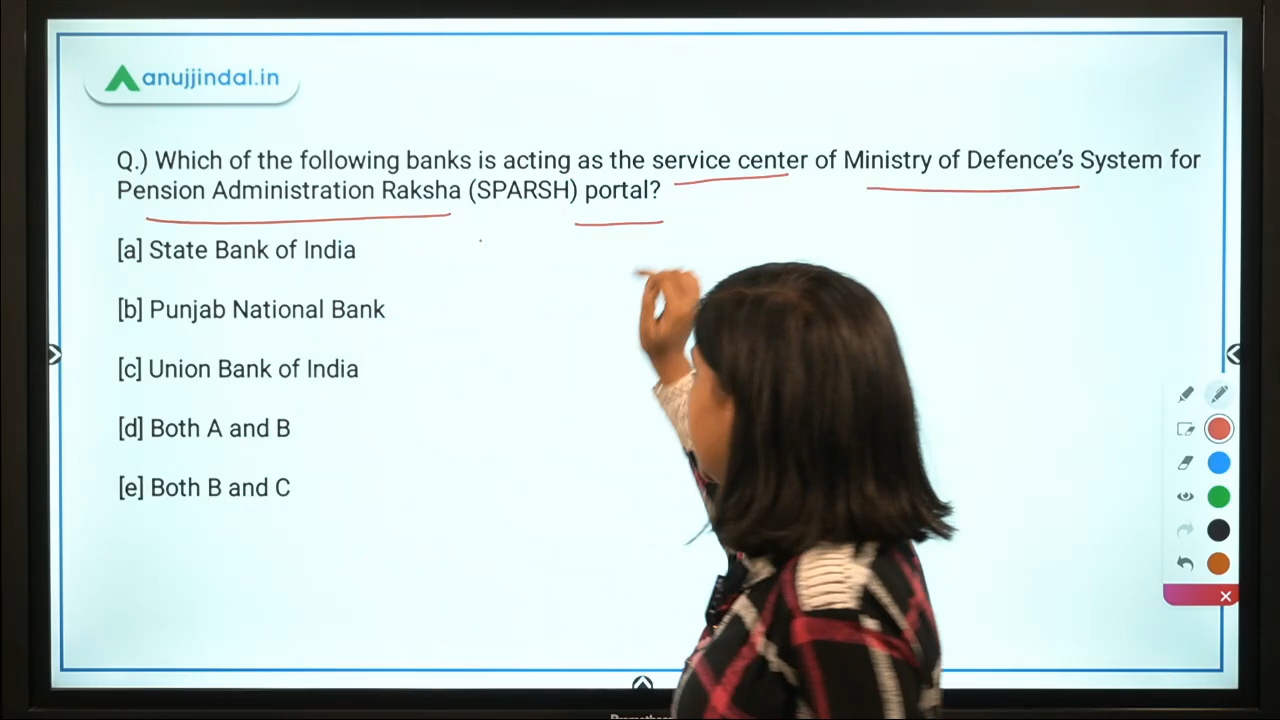 anujjindal.in
Q.) Which of the following banks is acting as the service center of Ministry of Defence’s System for
Pension Administration Raksha (SPARSH) portal?
[a] State Bank of India
[b] Punjab National Bank
[c] Union Bank of India
[d] Both A and B
[e] Both B and C